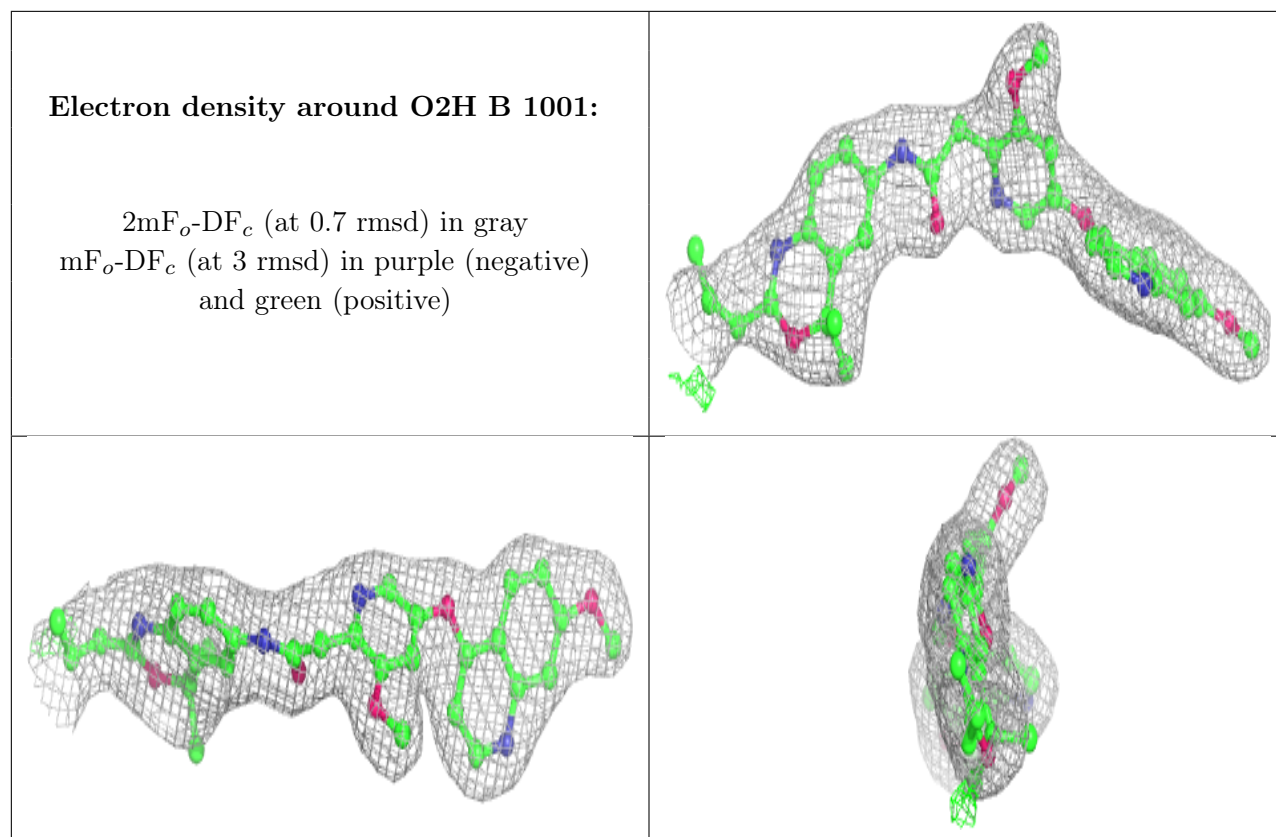 Electron density around O2H B 1001:
2mFo-DFc (at 0.7 rmsd) in gray
mFo-DFc (at 3 rmsd) in purple (negative)
and green (positive)